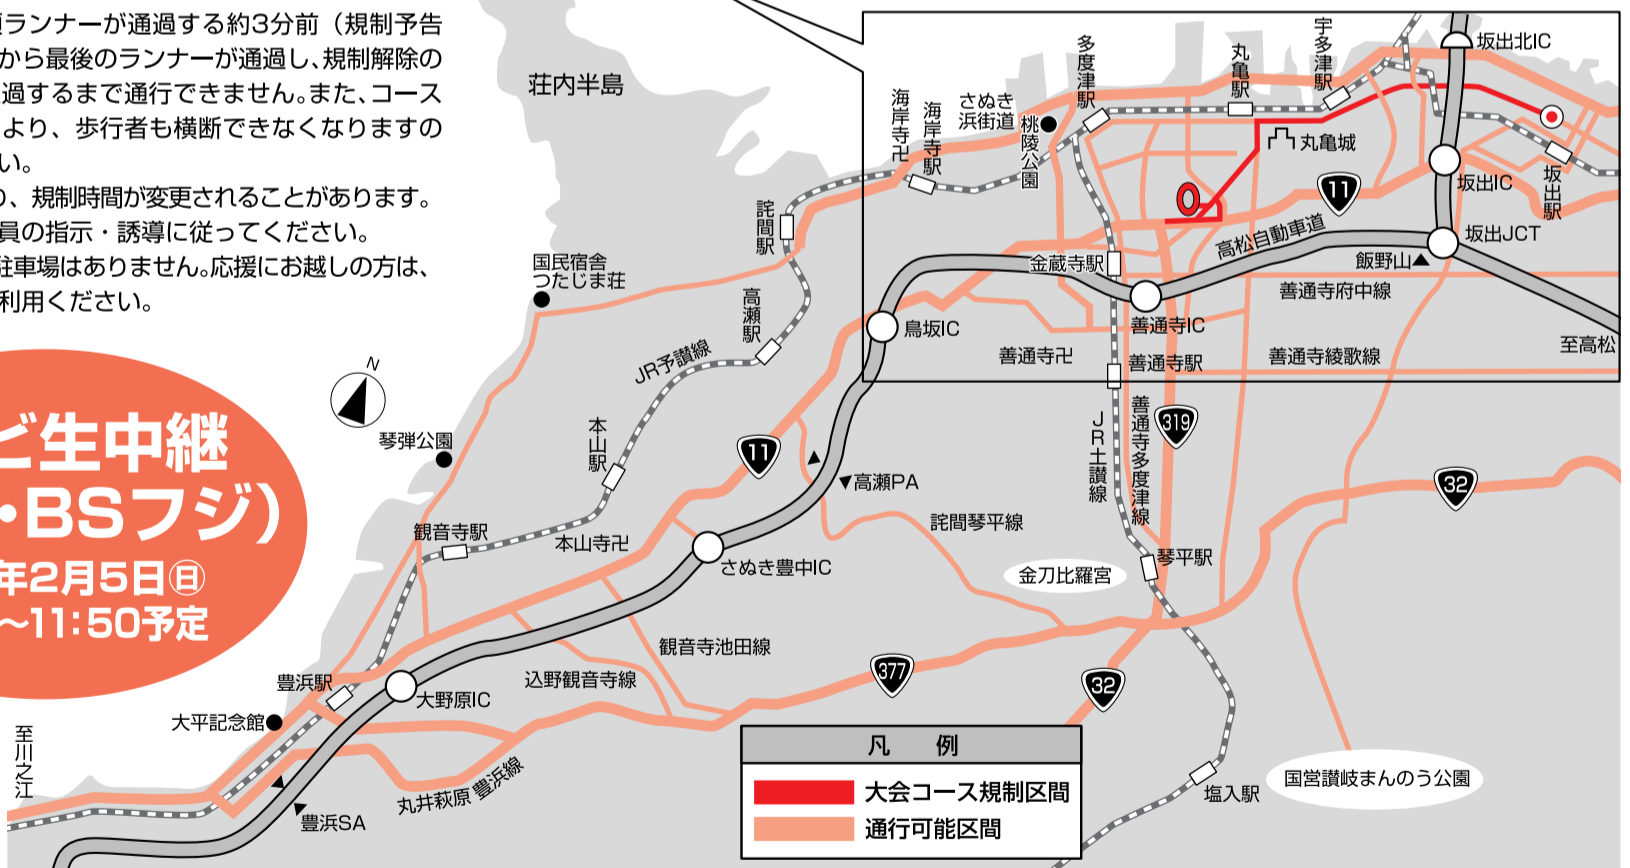 頭ランナーが通過する約3分前（規制予告
から最後のランナーが通過し、規制解除の
過するまで通行できません。また、コース
より、歩行者も横断できなくなりますの
い。
り、規制時間が変更されることがあります。
員の指示・誘導に従ってください。
駐車場はありません。応援にお越しの方は、
利用ください。
ビ生中継
・BSフジ）
年2月5日㊐
〜11:50予定
荘内半島
海岸寺卍
海岸寺駅
さぬき
浜街道
桃陵公園
多度津駅
丸亀駅
宇多津駅
坂出北IC
丸亀城
坂出IC
坂出駅
11
坂出JCT
高松自動車道
飯野山▲
金蔵寺駅
善通寺府中線
善通寺IC
至高松
鳥坂IC
善通寺卍
善通寺駅
善通寺綾歌線
詫間駅
国民宿舎
つたじま荘
高瀬駅
JR予讃線
N
琴弾公園
本山駅
11
高瀬PA
JR土讃線
善通寺多度津線
319
32
詫間琴平線
観音寺駅
本山寺卍
さぬき豊中IC
金刀比羅宮
琴平駅
観音寺池田線
込野観音寺線
377
32
豊浜駅
大野原IC
大平記念館
至川之江
豊浜SA
丸井萩原 豊浜線
塩入駅
国営讃岐まんのう公園
凡 例
大会コース規制区間
通行可能区間